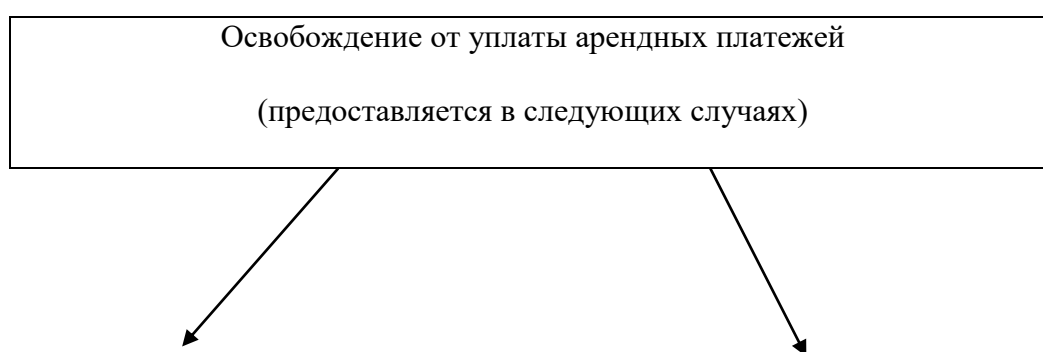 Освобождение от уплаты арендных платежей
(предоставляется в следующих случаях)